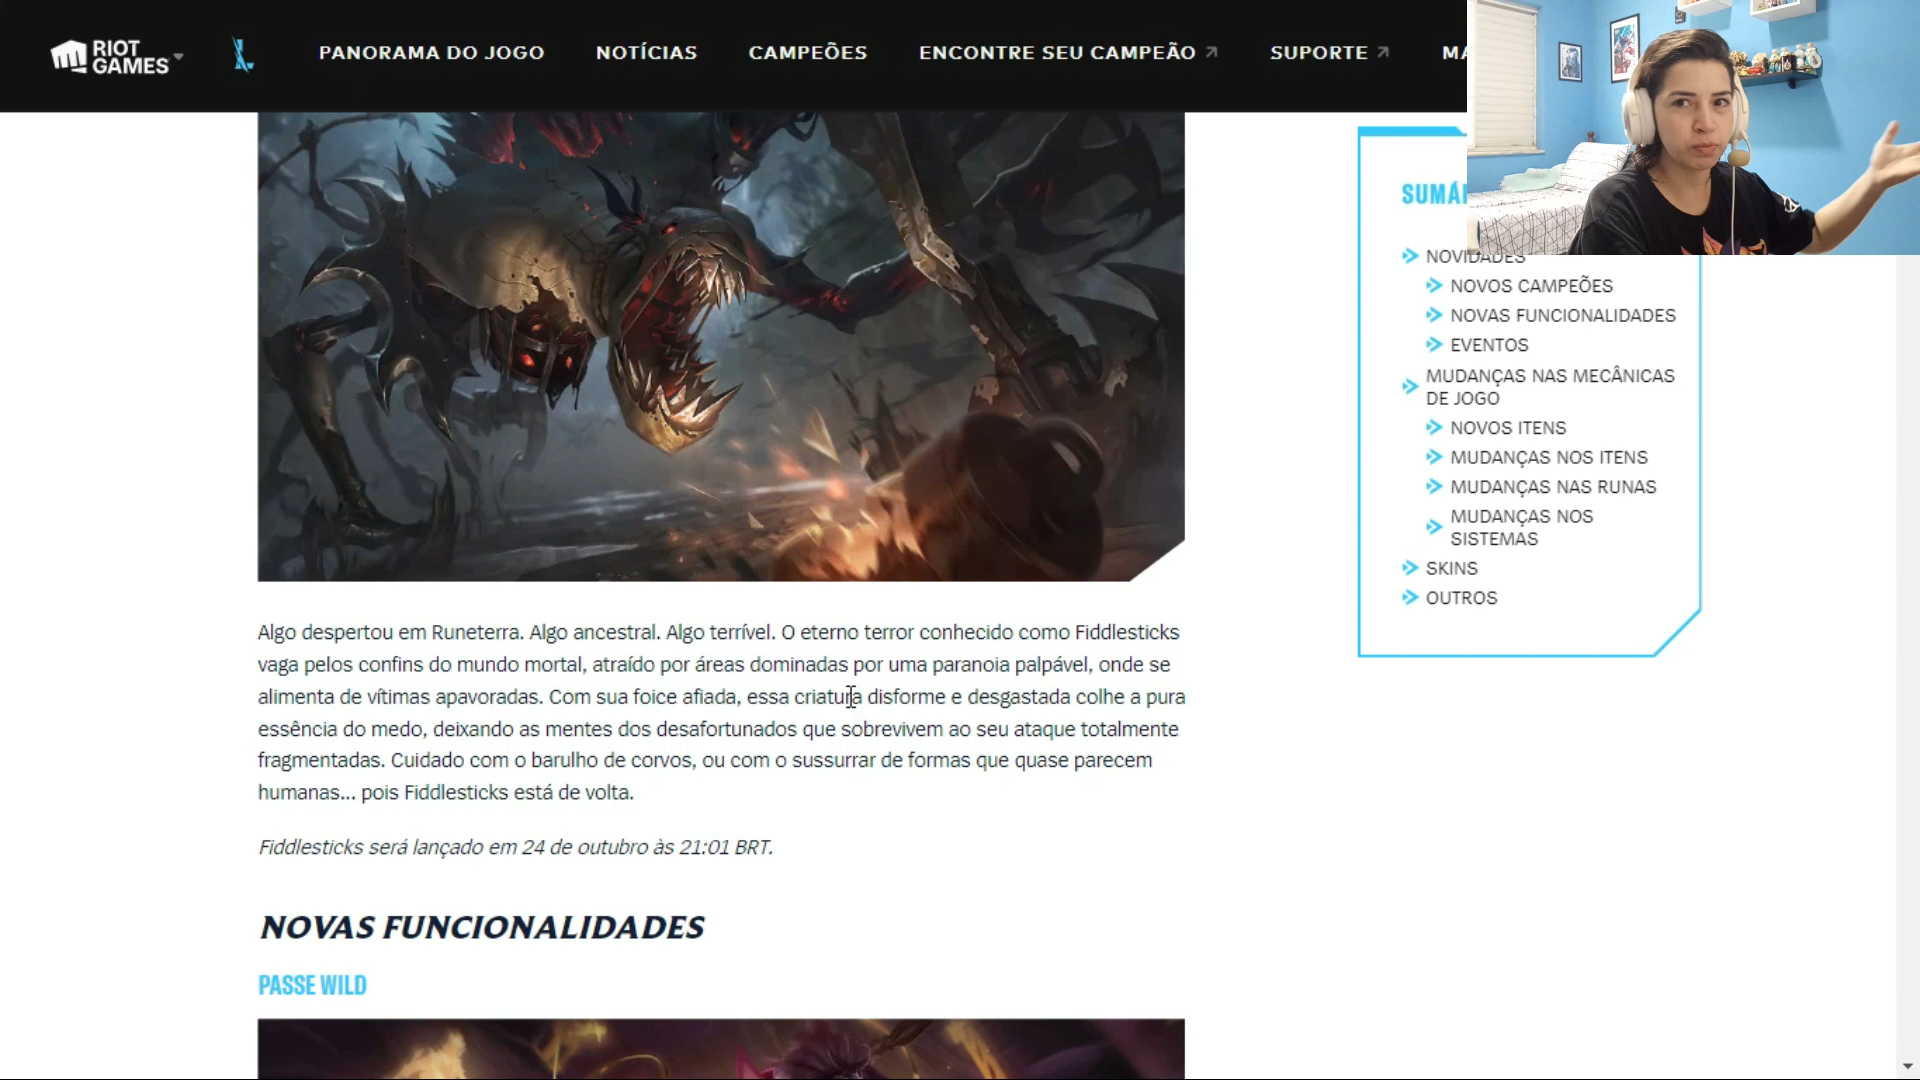 RIOT
GAMES
PANORAMA DO JOGO
NOTÍCIAS
CAMPEÕES
ENCONTRE SEU CAMPEÃO
SUPORTE
Algo despertou em Runeterra. Algo ancestral. Algo terrível. O eterno terror conhecido como Fiddlesticks
vaga pelos confins do mundo mortal, atraído por áreas dominadas por uma paranoia palpável, onde se
alimenta de vítimas apavoradas. Com sua foice afiada, essa criatura disforme e desgastada colhe a pura
essência do medo, deixando as mentes dos desafortunados que sobrevivem ao seu ataque totalmente
fragmentadas. Cuidado com o barulho de corvos, ou com o sussurrar de formas que quase parecem
humanas... pois Fiddlesticks está de volta.
Fiddlesticks será lançado em 24 de outubro às 21:01 BRT.
NOVAS FUNCIONALIDADES
PASSE WILD
NOVIDADES
NOVOS CAMPEÕES
NOVAS FUNCIONALIDADES
EVENTOS
MUDANÇAS NAS MECÂNICAS
DE JOGO
NOVOS ITENS
MUDANÇAS NOS ITENS
MUDANÇAS NAS RUNAS
MUDANÇAS NOS
SISTEMAS
SKINS
OUTROS